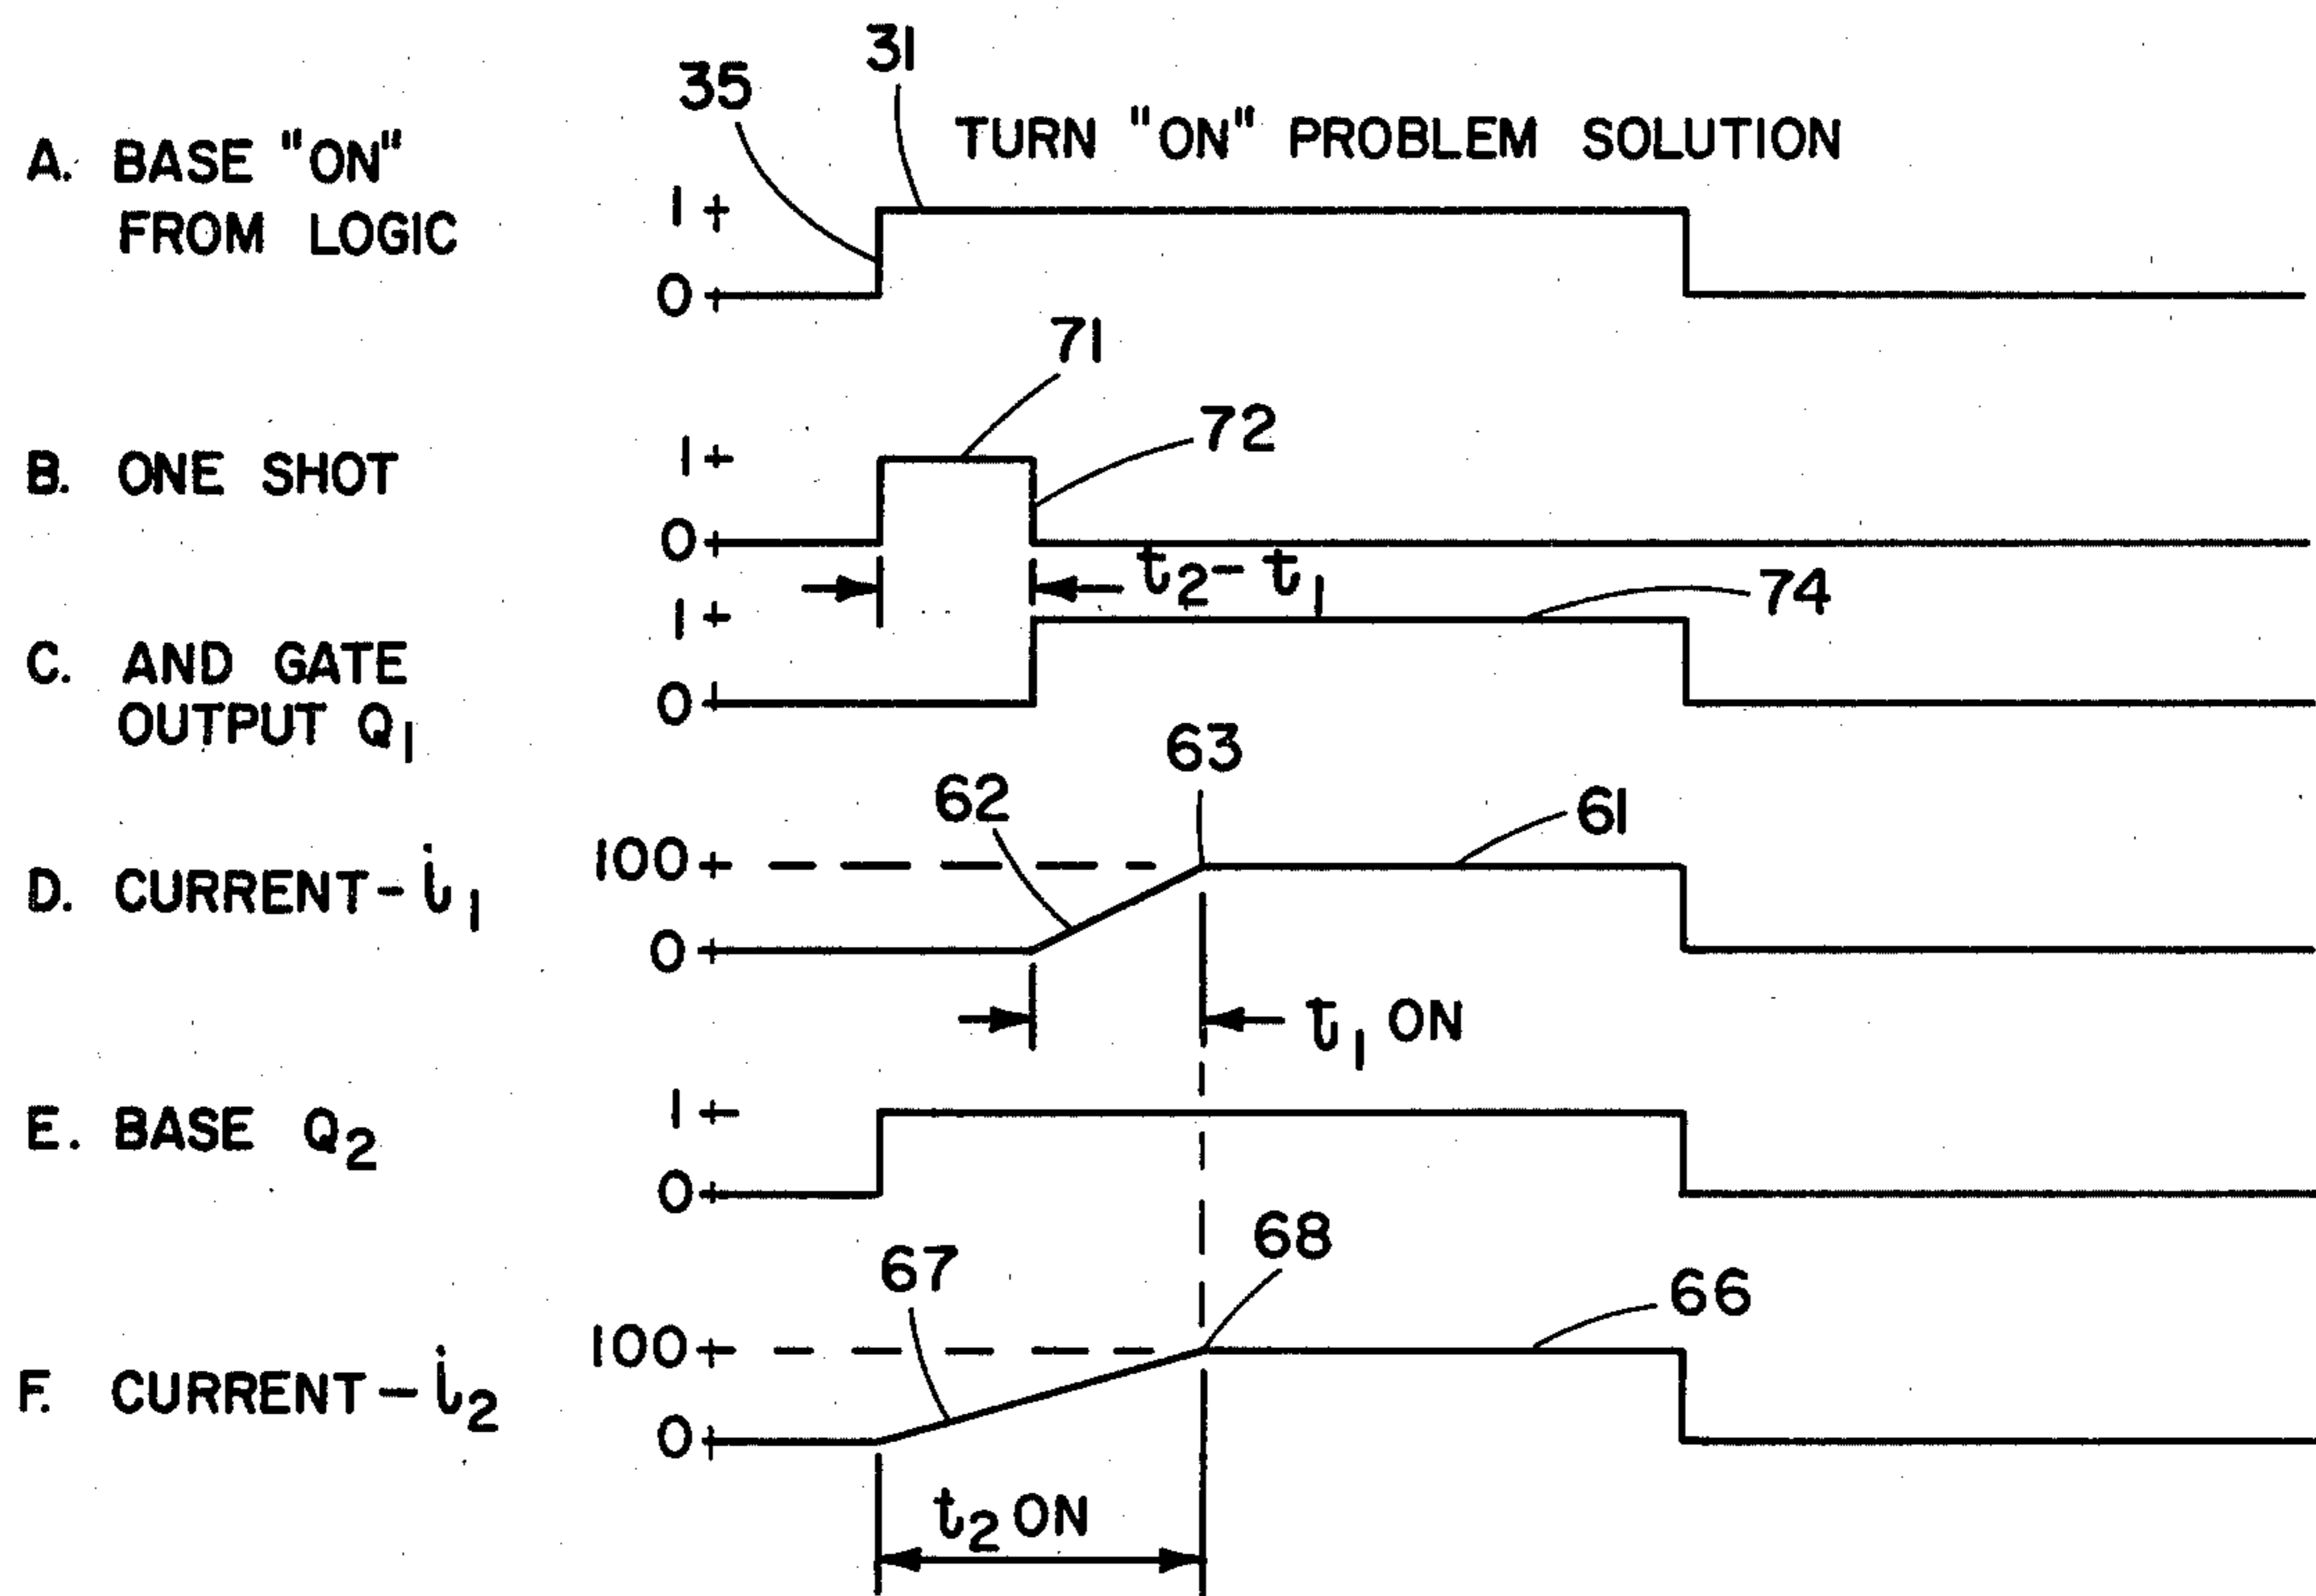 31
35
TURN "ON" PROBLEM SOLUTION
A. BASE "ON"
FROM LOGIC
1
0
71
72
B. ONE SHOT
1
0
t2-t1
74
C. AND GATE
OUTPUT Q1
1
0
63
62
61
D. CURRENT-i1
100
0
t1 ON
E. BASE Q2
1
0
68
67
66
F. CURRENT-i2
100
0
t2 ON